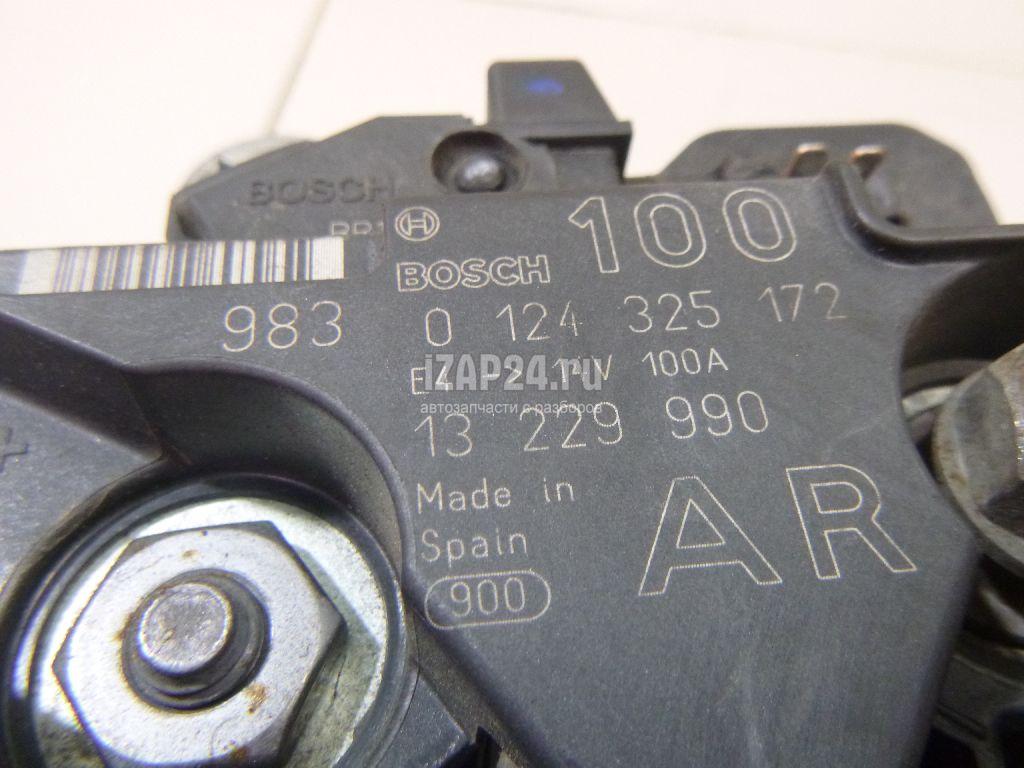 BOSCH
100
BOSCH
983 0 124 325 172
14V 100A
iZAP24.ru
автозапчасти с разборов
13 229 990
Made in
Spain
AR
900
+